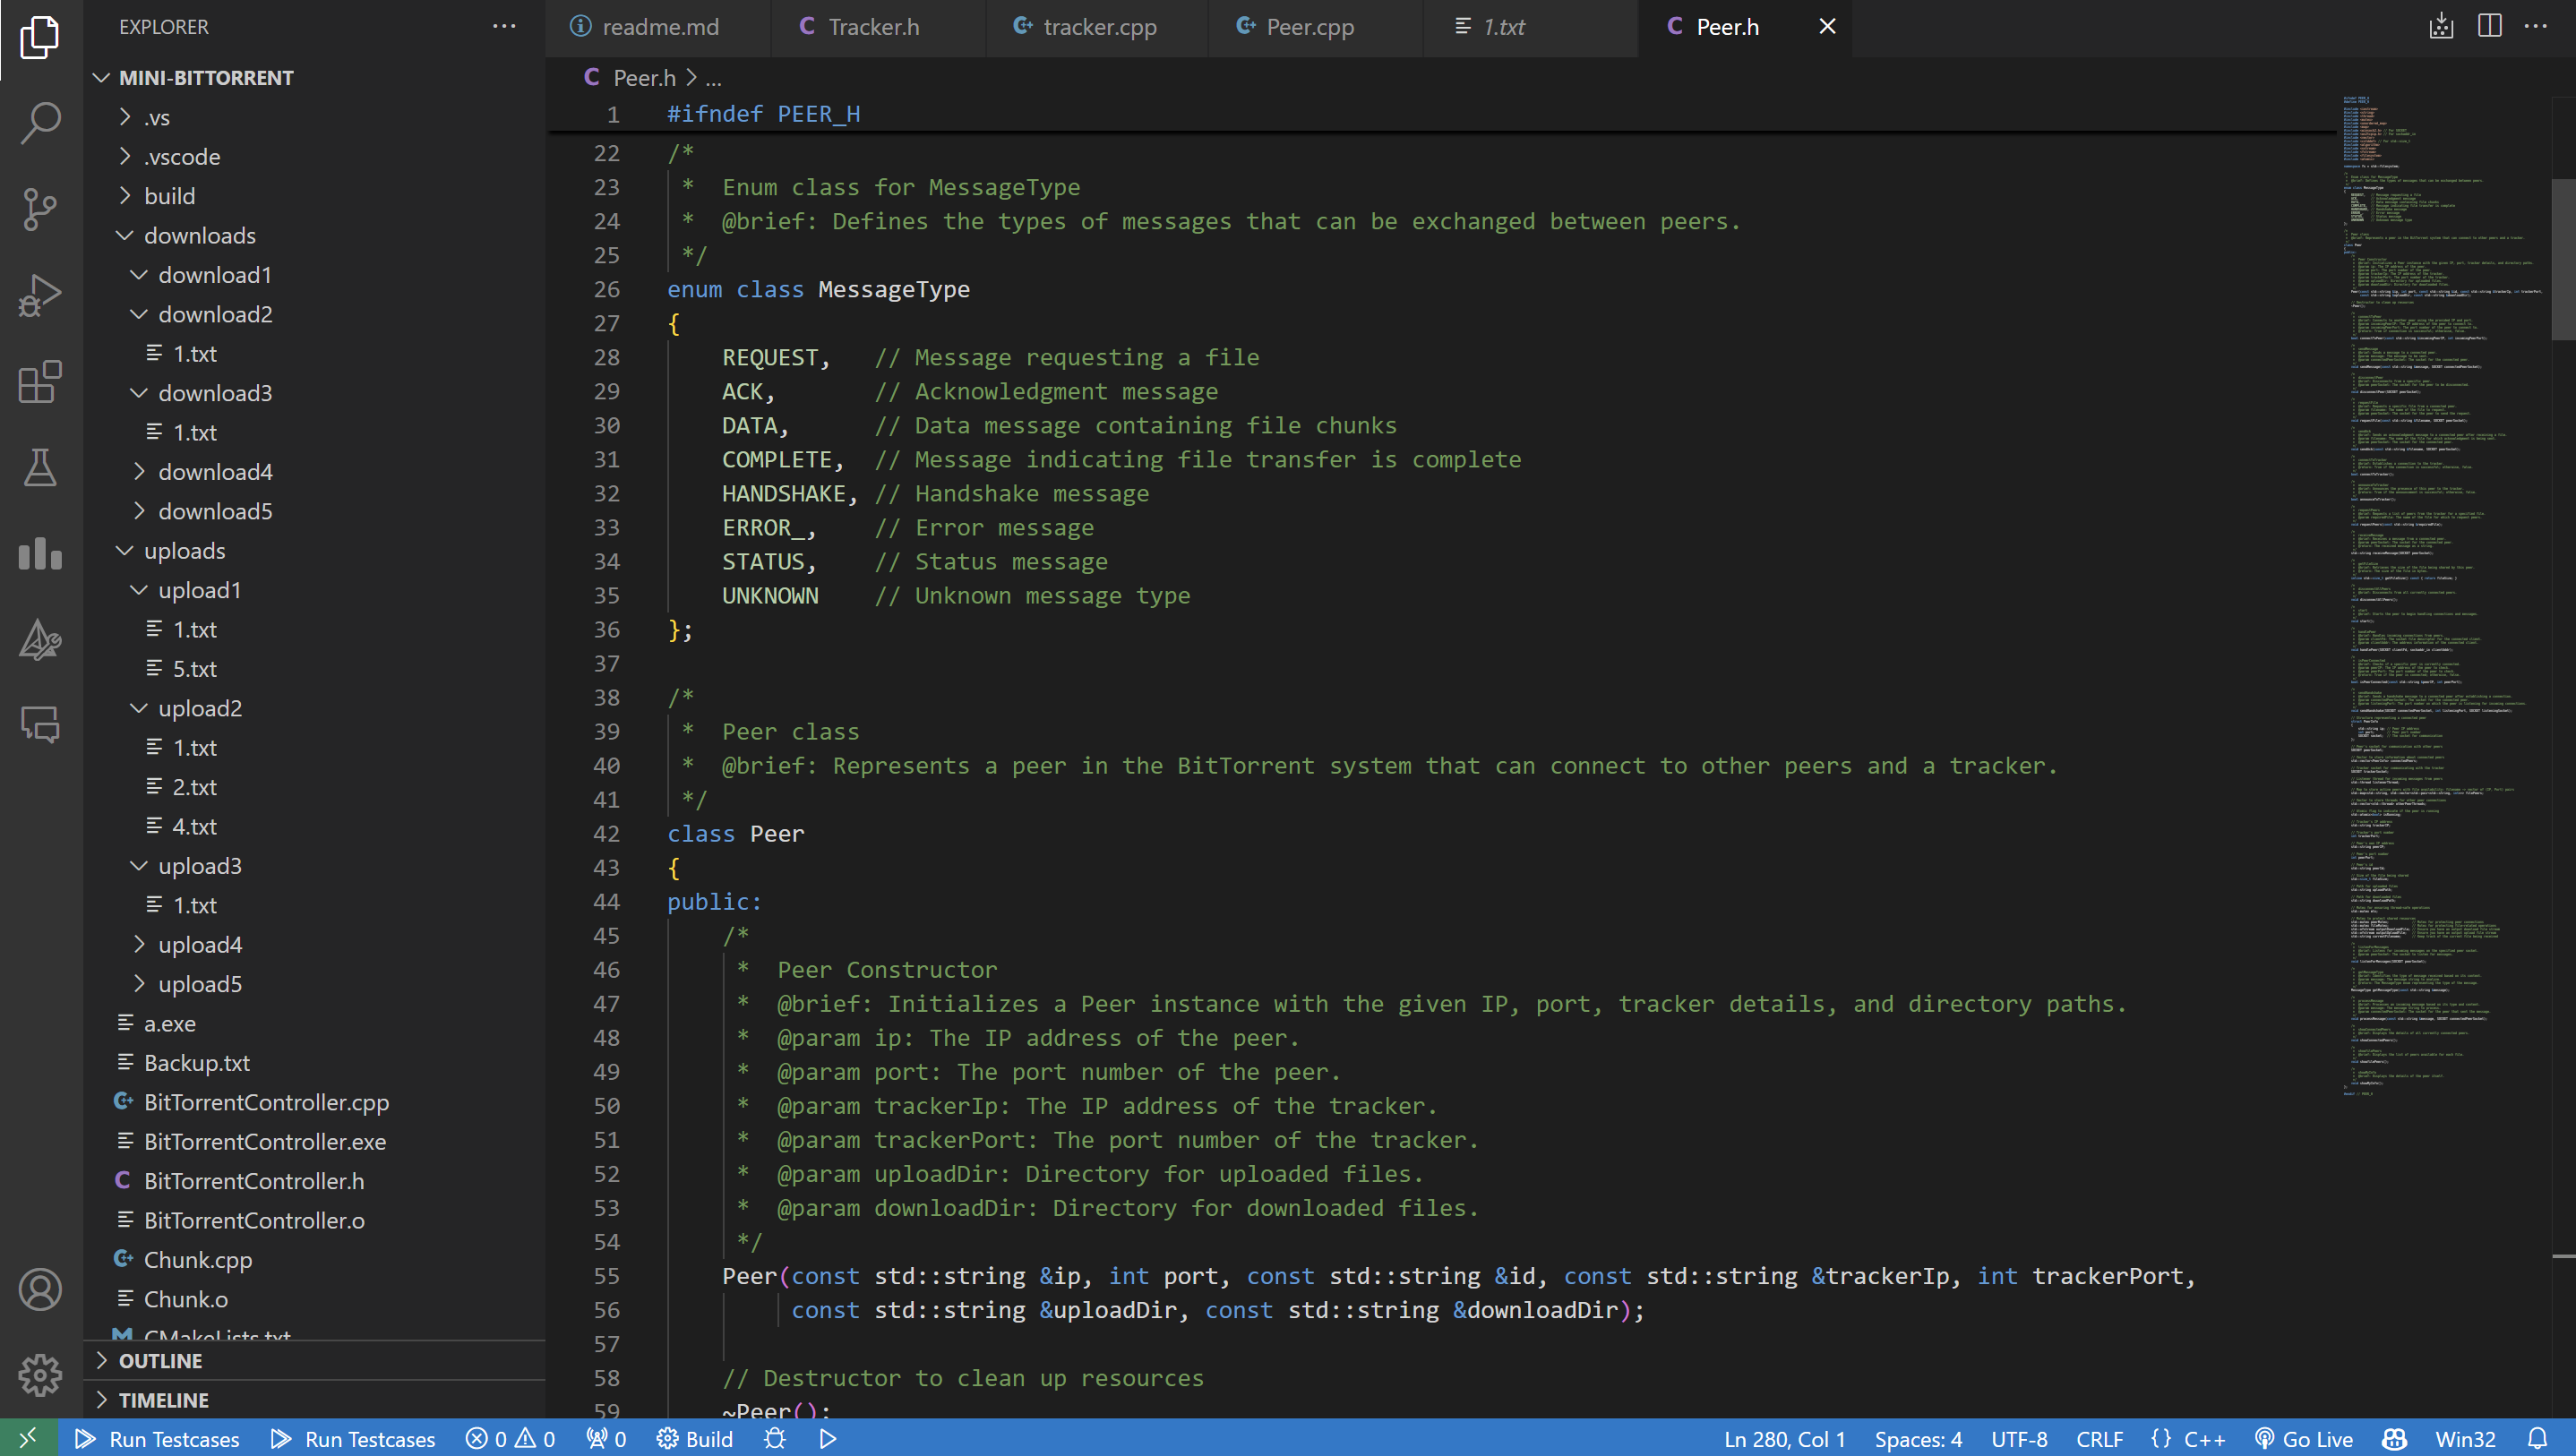 EXPLORER
readme.md
Tracker.h
tracker.cpp
Peer.cpp
1.txt
Peer.h
MINI-BITTORRENT
.vs
.vscode
build
downloads
download1
download2
1.txt
download3
1.txt
download4
download5
uploads
upload1
1.txt
5.txt
upload2
1.txt
2.txt
4.txt
upload3
1.txt
upload4
upload5
a.exe
Backup.txt
BitTorrentController.cpp
BitTorrentController.exe
BitTorrentController.h
BitTorrentController.o
Chunk.cpp
Chunk.o
CMakeLists.txt
OUTLINE
TIMELINE
Peer.h > ...
1 #ifndef PEER_H
22 /*
23 * Enum class for MessageType
24 * @brief: Defines the types of messages that can be exchanged between peers.
25 */
26 enum class MessageType
27 {
28 REQUEST, // Message requesting a file
29 ACK, // Acknowledgment message
30 DATA, // Data message containing file chunks
31 COMPLETE, // Message indicating file transfer is complete
32 HANDSHAKE, // Handshake message
33 ERROR_, // Error message
34 STATUS, // Status message
35 UNKNOWN // Unknown message type
36 };
37
38 /*
39 * Peer class
40 * @brief: Represents a peer in the BitTorrent system that can connect to other peers and a tracker.
41 */
42 class Peer
43 {
44 public:
45 /*
46 * Peer Constructor
47 * @brief: Initializes a Peer instance with the given IP, port, tracker details, and directory paths.
48 * @param ip: The IP address of the peer.
49 * @param port: The port number of the peer.
50 * @param trackerIp: The IP address of the tracker.
51 * @param trackerPort: The port number of the tracker.
52 * @param uploadDir: Directory for uploaded files.
53 * @param downloadDir: Directory for downloaded files.
54 */
55 Peer(const std::string &ip, int port, const std::string &id, const std::string &trackerIp, int trackerPort,
56 const std::string &uploadDir, const std::string &downloadDir);
57
58 // Destructor to clean up resources
59 ~Peer();
Run Testcases
Run Testcases
0
0
0
Build
Ln 280, Col 1
Spaces: 4
UTF-8
CRLF
{} C++
Go Live
Win32